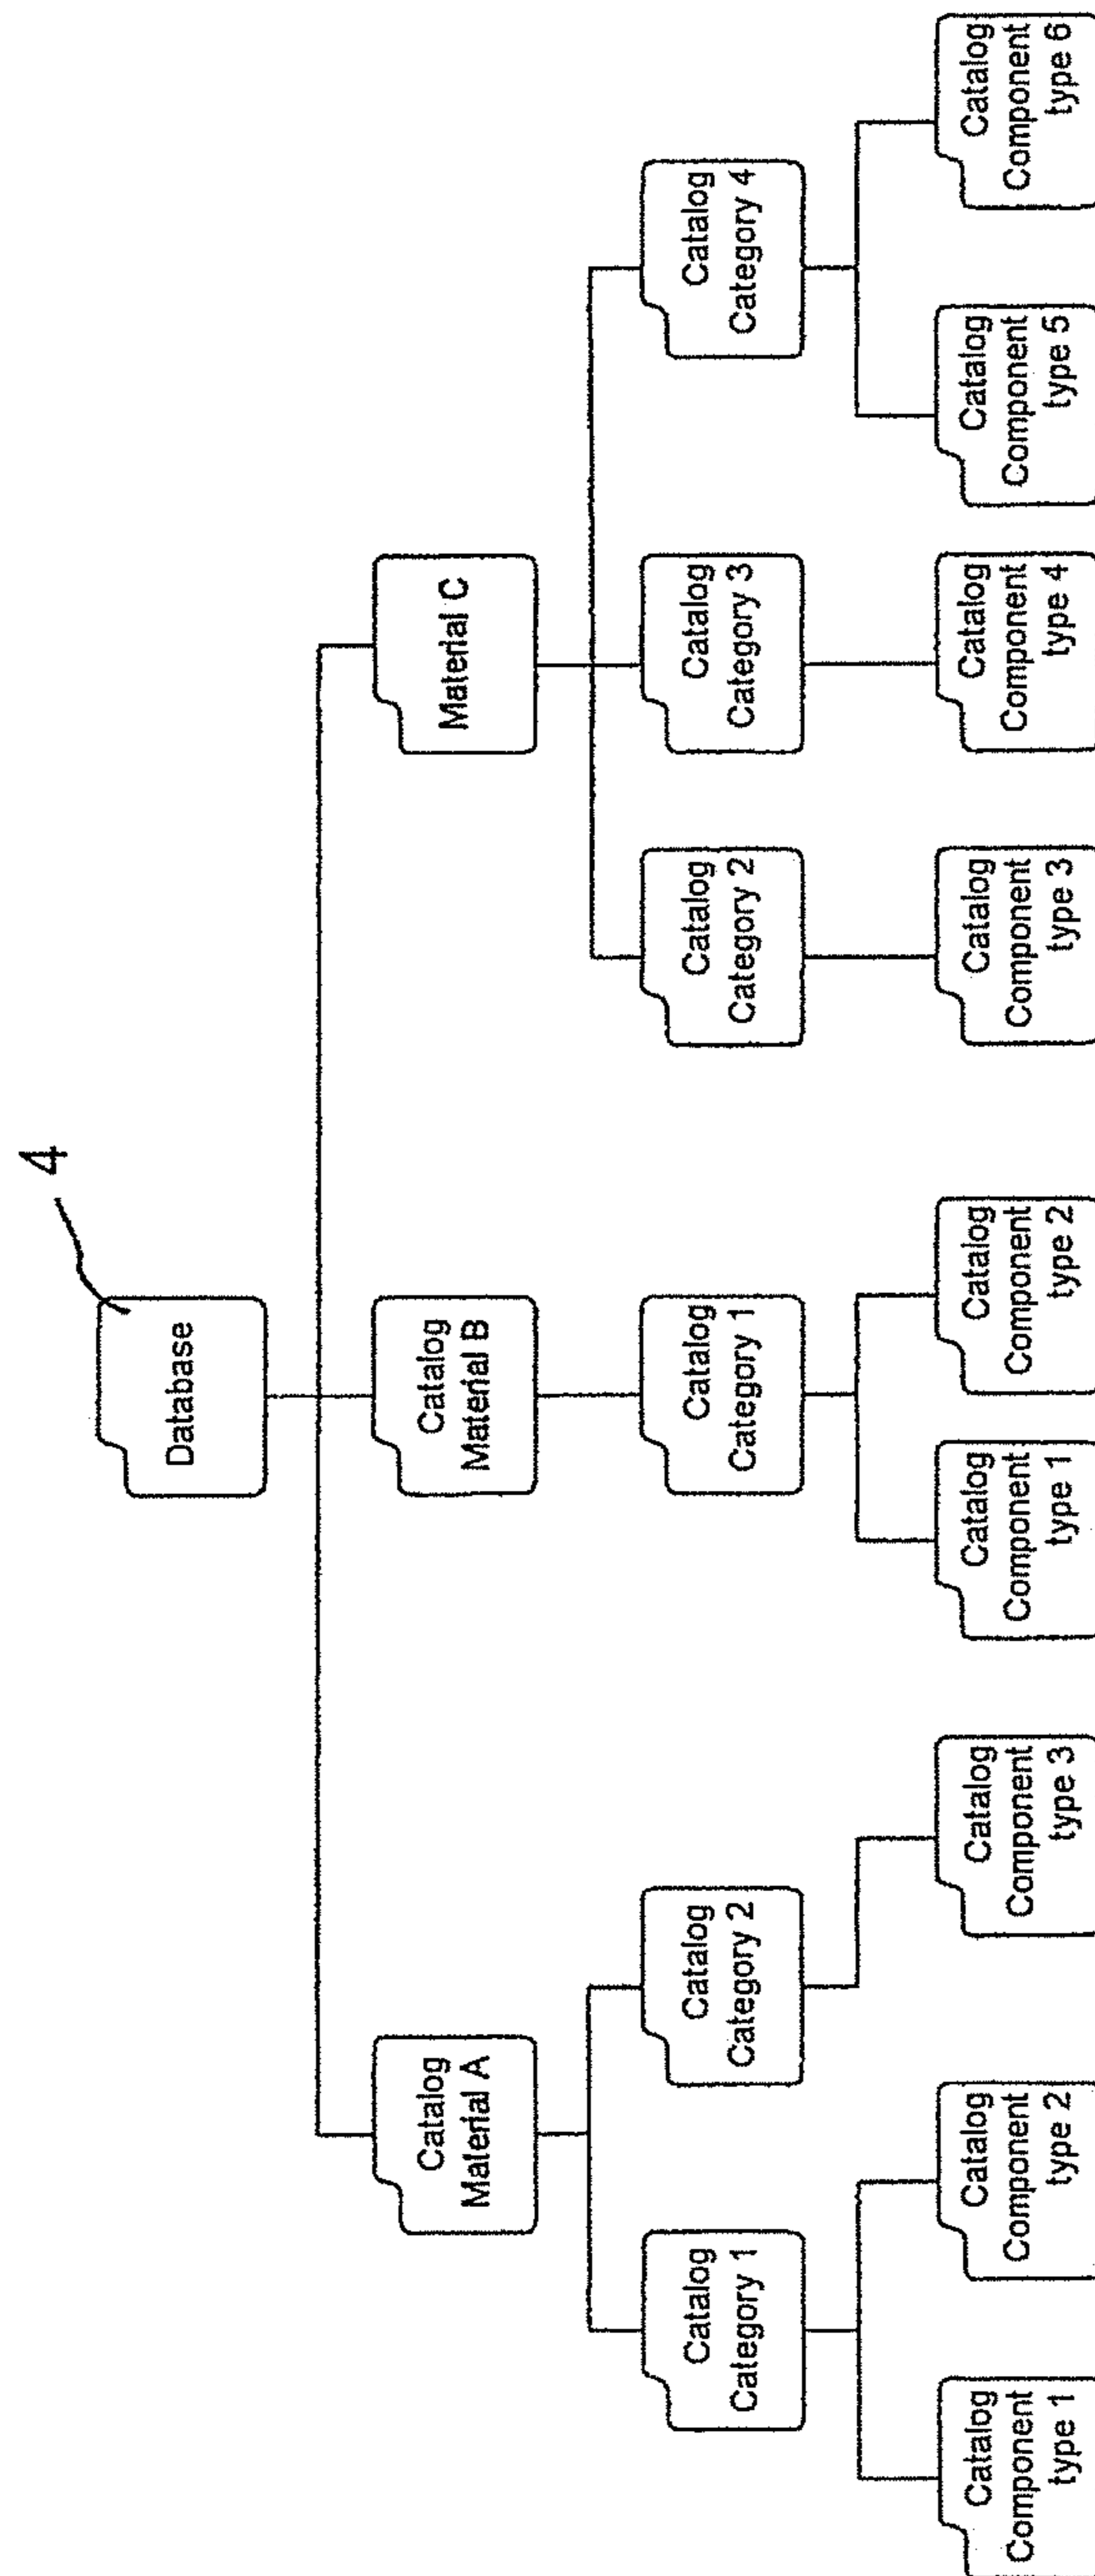 4
Database
Catalog
Material A
Catalog
Material B
Material C
Catalog
Category 1
Catalog
Category 2
Catalog
Category 1
Catalog
Category 2
Catalog
Category 3
Catalog
Category 4
Catalog
Component
type 1
Catalog
Component
type 2
Catalog
Component
type 3
Catalog
Component
type 1
Catalog
Component
type 2
Catalog
Component
type 3
Catalog
Component
type 4
Catalog
Component
type 5
Catalog
Component
type 6